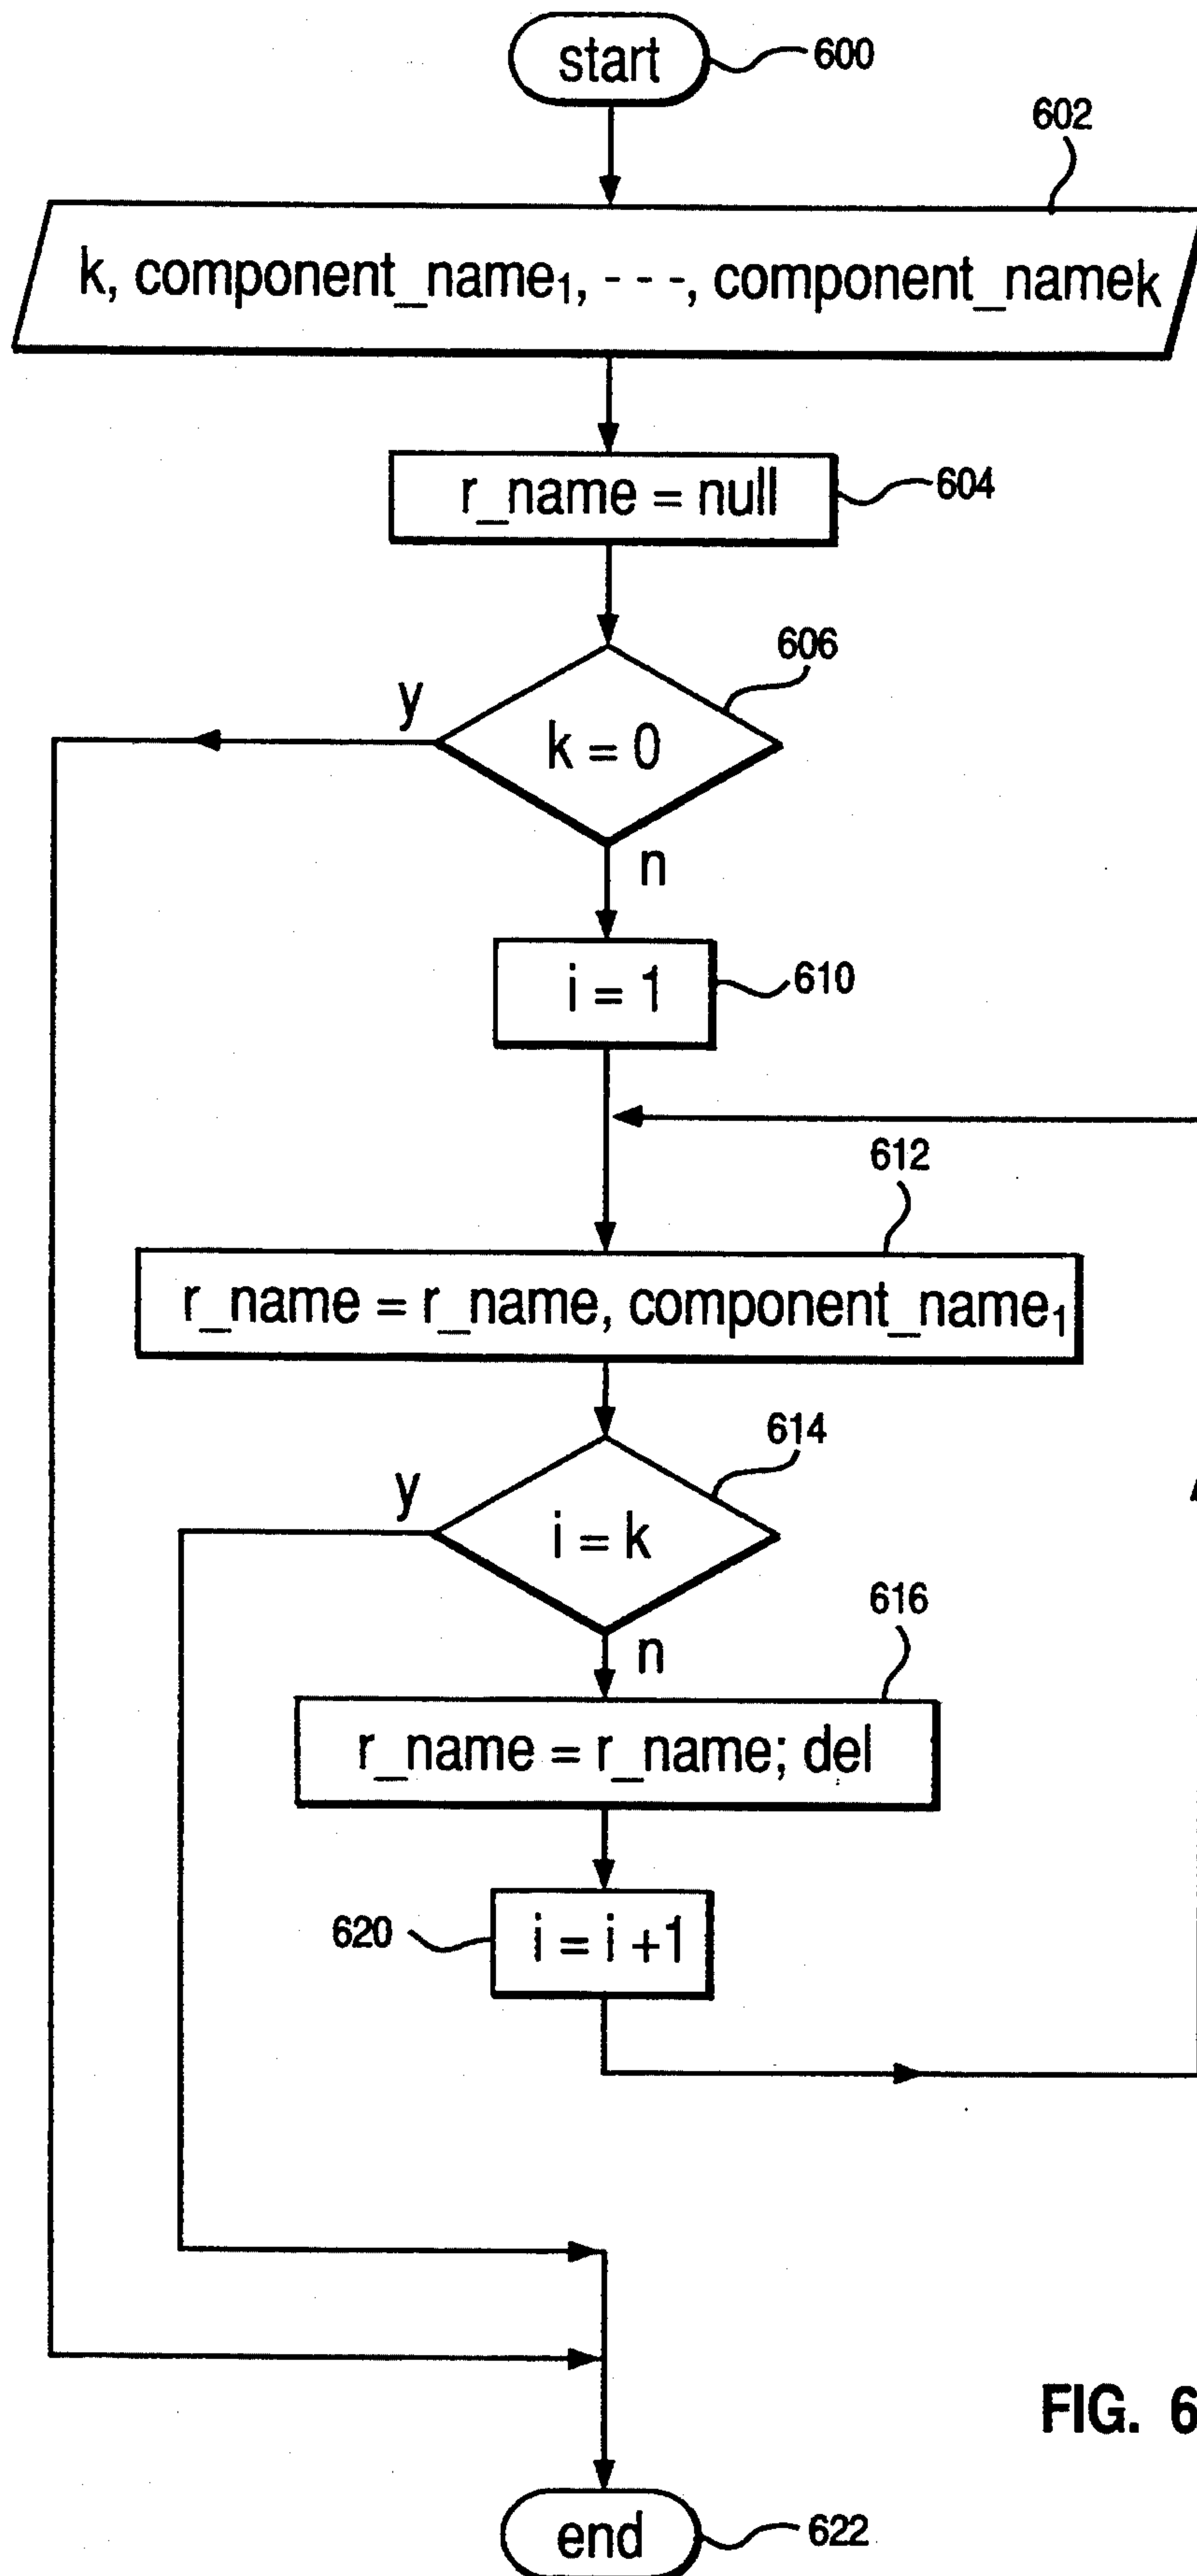 start
600
602
k, component_name₁, - - -, component_namek
r_name = null
604
606
y
k = 0
n
i = 1
610
612
r_name = r_name, component_name₁
614
y
i = k
n
616
r_name = r_name; del
620
i = i +1
FIG. 6
end
622